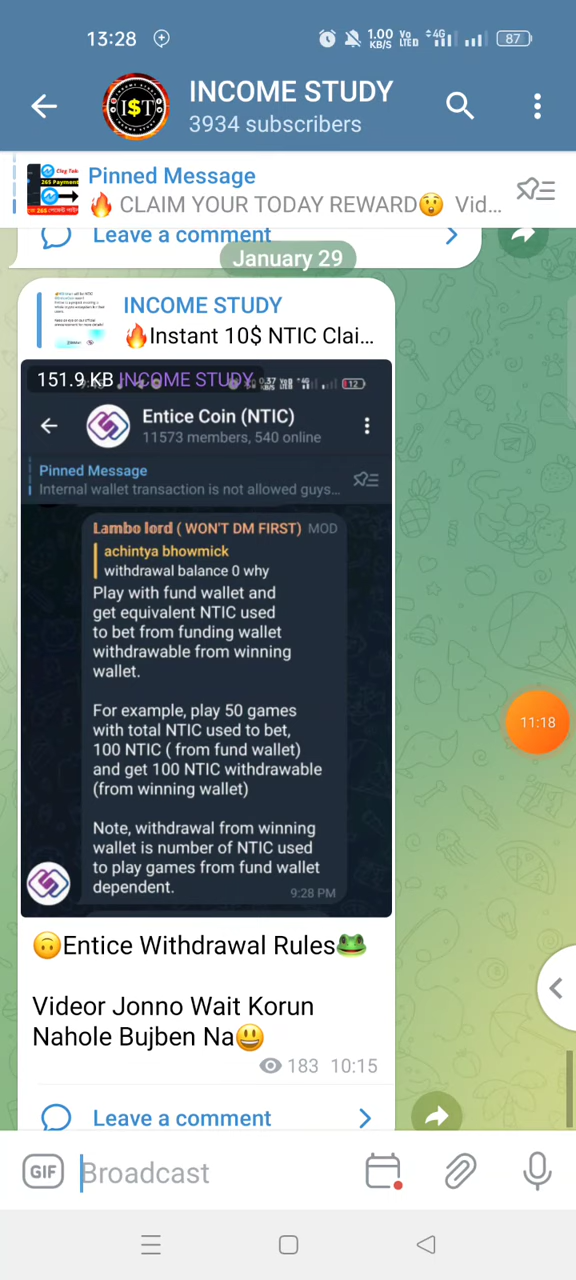 13:28
1.00 KB/S
4G
87
INCOME STUDY
3934 subscribers
Pinned Message
🔥 CLAIM YOUR TODAY REWARD😲 Vid...
Leave a comment
January 29
INCOME STUDY
🔥Instant 10$ NTIC Clai...
151.9 KB INCOME STUDY
0.37
12
Entice Coin (NTIC)
11573 members, 540 online
Pinned Message
Internal wallet transaction is not allowed guys...
Lambo lord ( WON'T DM FIRST) MOD
achintya bhowmick
withdrawal balance 0 why
Play with fund wallet and
get equivalent NTIC used
to bet from funding wallet
withdrawable from winning
wallet.
For example, play 50 games
with total NTIC used to bet,
100 NTIC ( from fund wallet)
and get 100 NTIC withdrawable
(from winning wallet)
Note, withdrawal from winning
wallet is number of NTIC used
to play games from fund wallet
dependent.
9:28 PM
🙃Entice Withdrawal Rules🐸
Videor Jonno Wait Korun
Nahole Bujben Na😃
183 10:15
Leave a comment
11:18
GIF Broadcast